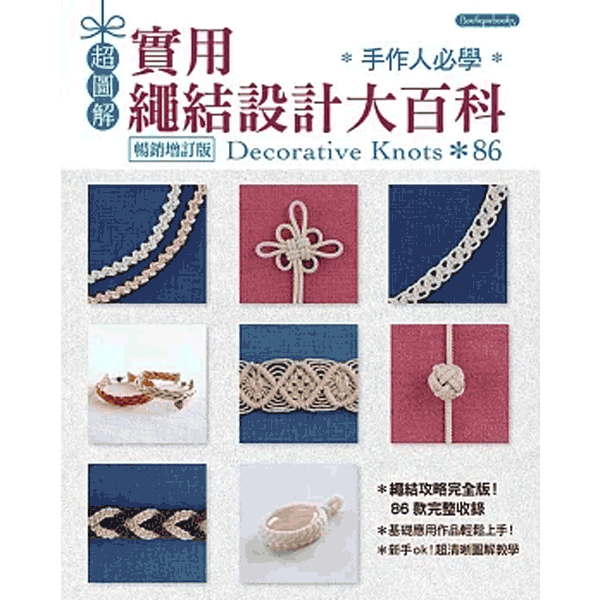 Boutiquebooks
超圖解
實用
＊手作人必學＊
繩結設計大百科
暢銷增訂版 Decorative Knots＊86
＊繩結攻略完全版！
86 款完整收錄
＊基礎應用作品輕鬆上手！
＊新手ok！超清晰圖解教學